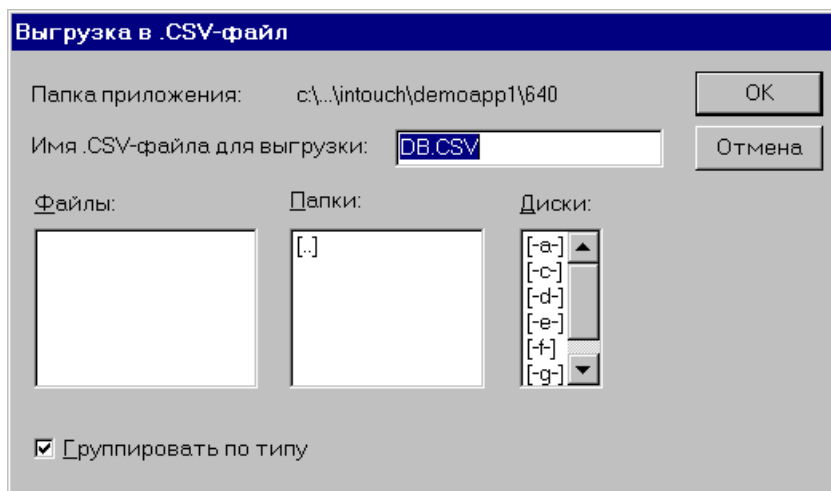 Выгрузка в .CSV-файл
Папка приложения: c:\...\intouch\demoapp1\640 OK
Имя .CSV-файла для выгрузки: DB.CSV Отмена
Файлы: Папки: Диски:
[..] [-a-]
[-c-]
[-d-]
[-e-]
[-f-]
[-g-]
Группировать по типу